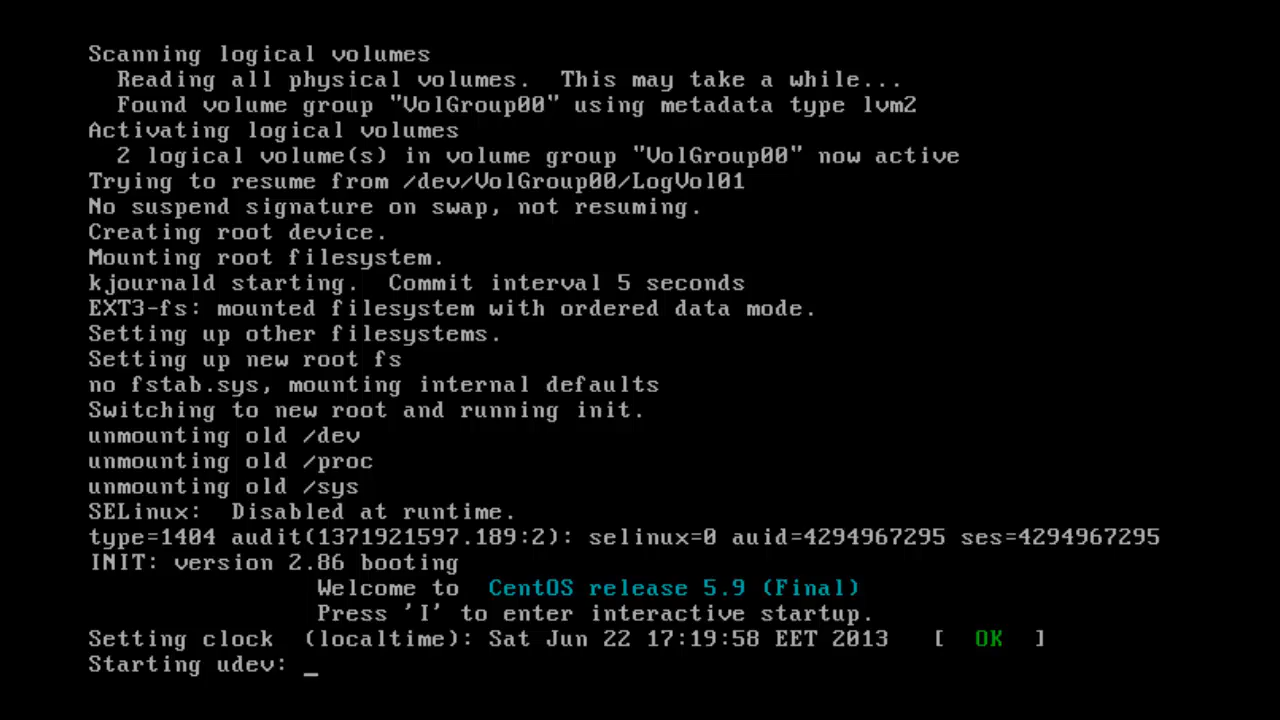 Scanning logical volumes
  Reading all physical volumes.  This may take a while...
  Found volume group "VolGroup00" using metadata type lvm2
Activating logical volumes
  2 logical volume(s) in volume group "VolGroup00" now active
Trying to resume from /dev/VolGroup00/LogVol01
No suspend signature on swap, not resuming.
Creating root device.
Mounting root filesystem.
kjournald starting.  Commit interval 5 seconds
EXT3-fs: mounted filesystem with ordered data mode.
Setting up other filesystems.
Setting up new root fs
no fstab.sys, mounting internal defaults
Switching to new root and running init.
unmounting old /dev
unmounting old /proc
unmounting old /sys
SELinux:  Disabled at runtime.
type=1404 audit(1371921597.189:2): selinux=0 auid=4294967295 ses=4294967295
INIT: version 2.86 booting
                Welcome to  CentOS release 5.9 (Final)
                Press 'I' to enter interactive startup.
Setting clock  (localtime): Sat Jun 22 17:19:58 EET 2013   [  OK  ]
Starting udev: _